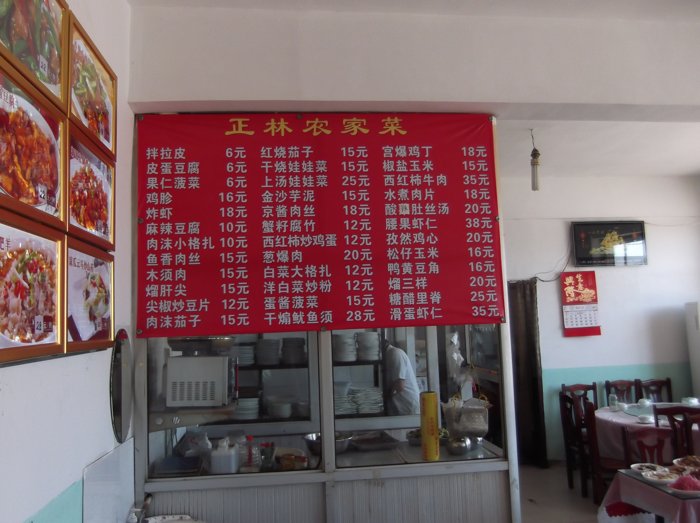 正林农家菜
拌拉皮 6元 红烧茄子 15元 宫爆鸡丁 18元
皮蛋豆腐 6元 干烧娃娃菜 15元 椒盐玉米 15元
果仁菠菜 6元 上汤娃娃菜 25元 西红柿牛肉 35元
鸡胗 16元 金沙芋泥 15元 水煮肉片 18元
炸虾 18元 京酱肉丝 18元 酸辣肚丝汤 20元
麻辣豆腐 10元 蟹籽腐竹 12元 腰果虾仁 38元
肉沫小格扎 10元 西红柿炒鸡蛋 12元 孜然鸡心 20元
鱼香肉丝 15元 葱爆肉 20元 松仔玉米 16元
木须肉 15元 白菜大格扎 12元 鸭黄豆角 16元
熘肝尖 15元 洋白菜炒粉 12元 熘三样 20元
尖椒炒豆片 12元 蛋酱菠菜 15元 糖醋里脊 25元
肉沫茄子 15元 干煸鱿鱼须 28元 滑蛋虾仁 35元